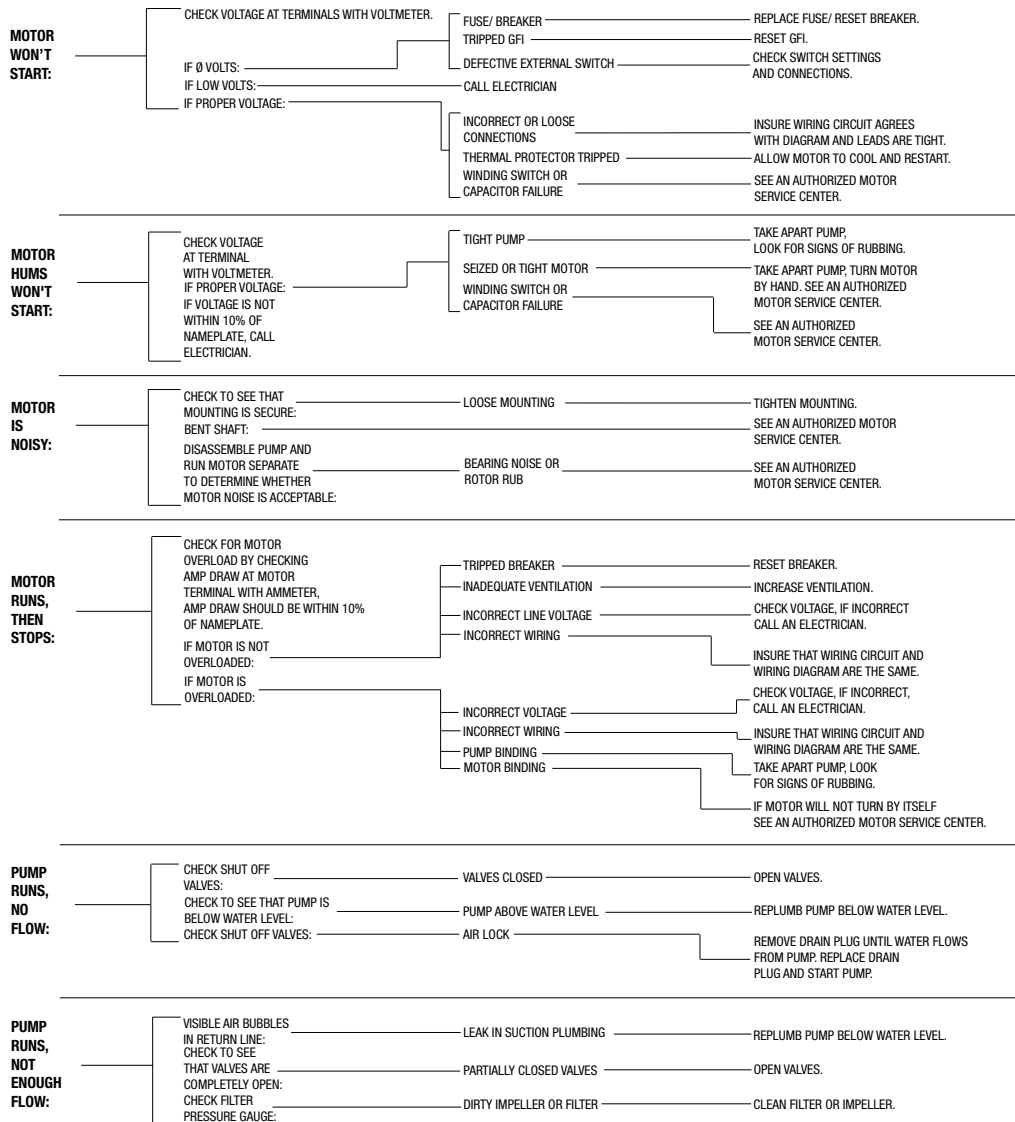 MOTOR
WON'T
START:
CHECK VOLTAGE AT TERMINALS WITH VOLTMETER.
IF Ø VOLTS:
FUSE/ BREAKER
REPLACE FUSE/ RESET BREAKER.
TRIPPED GFI
RESET GFI.
DEFECTIVE EXTERNAL SWITCH
CHECK SWITCH SETTINGS
AND CONNECTIONS.
IF LOW VOLTS:
CALL ELECTRICIAN
IF PROPER VOLTAGE:
INCORRECT OR LOOSE
CONNECTIONS
INSURE WIRING CIRCUIT AGREES
WITH DIAGRAM AND LEADS ARE TIGHT.
THERMAL PROTECTOR TRIPPED
ALLOW MOTOR TO COOL AND RESTART.
WINDING SWITCH OR
CAPACITOR FAILURE
SEE AN AUTHORIZED MOTOR
SERVICE CENTER.
MOTOR
HUMS
WON'T
START:
CHECK VOLTAGE
AT TERMINAL
WITH VOLTMETER.
IF PROPER VOLTAGE:
IF VOLTAGE IS NOT
WITHIN 10% OF
NAMEPLATE, CALL
ELECTRICIAN.
TIGHT PUMP
TAKE APART PUMP,
LOOK FOR SIGNS OF RUBBING.
SEIZED OR TIGHT MOTOR
TAKE APART PUMP, TURN MOTOR
BY HAND. SEE AN AUTHORIZED
MOTOR SERVICE CENTER.
WINDING SWITCH OR
CAPACITOR FAILURE
SEE AN AUTHORIZED
MOTOR SERVICE CENTER.
MOTOR
IS
NOISY:
CHECK TO SEE THAT
MOUNTING IS SECURE:
LOOSE MOUNTING
TIGHTEN MOUNTING.
BENT SHAFT:
SEE AN AUTHORIZED MOTOR
SERVICE CENTER.
DISASSEMBLE PUMP AND
RUN MOTOR SEPARATE
TO DETERMINE WHETHER
MOTOR NOISE IS ACCEPTABLE:
BEARING NOISE OR
ROTOR RUB
SEE AN AUTHORIZED
MOTOR SERVICE CENTER.
MOTOR
RUNS,
THEN
STOPS:
CHECK FOR MOTOR
OVERLOAD BY CHECKING
AMP DRAW AT MOTOR
TERMINAL WITH AMMETER,
AMP DRAW SHOULD BE WITHIN 10%
OF NAMEPLATE.
IF MOTOR IS NOT
OVERLOADED:
TRIPPED BREAKER
RESET BREAKER.
INADEQUATE VENTILATION
INCREASE VENTILATION.
INCORRECT LINE VOLTAGE
CHECK VOLTAGE, IF INCORRECT
CALL AN ELECTRICIAN.
INCORRECT WIRING
INSURE THAT WIRING CIRCUIT AND
WIRING DIAGRAM ARE THE SAME.
IF MOTOR IS
OVERLOADED:
INCORRECT VOLTAGE
CHECK VOLTAGE, IF INCORRECT,
CALL AN ELECTRICIAN.
INCORRECT WIRING
INSURE THAT WIRING CIRCUIT AND
WIRING DIAGRAM ARE THE SAME.
PUMP BINDING
TAKE APART PUMP, LOOK
FOR SIGNS OF RUBBING.
MOTOR BINDING
IF MOTOR WILL NOT TURN BY ITSELF
SEE AN AUTHORIZED MOTOR SERVICE CENTER.
PUMP
RUNS,
NO
FLOW:
CHECK SHUT OFF
VALVES:
VALVES CLOSED
OPEN VALVES.
CHECK TO SEE THAT PUMP IS
BELOW WATER LEVEL:
PUMP ABOVE WATER LEVEL
REPLUMB PUMP BELOW WATER LEVEL.
CHECK SHUT OFF VALVES:
AIR LOCK
REMOVE DRAIN PLUG UNTIL WATER FLOWS
FROM PUMP. REPLACE DRAIN
PLUG AND START PUMP.
PUMP
RUNS,
NOT
ENOUGH
FLOW:
VISIBLE AIR BUBBLES
IN RETURN LINE:
LEAK IN SUCTION PLUMBING
REPLUMB PUMP BELOW WATER LEVEL.
CHECK TO SEE
THAT VALVES ARE
COMPLETELY OPEN:
PARTIALLY CLOSED VALVES
OPEN VALVES.
CHECK FILTER
PRESSURE GAUGE:
DIRTY IMPELLER OR FILTER
CLEAN FILTER OR IMPELLER.